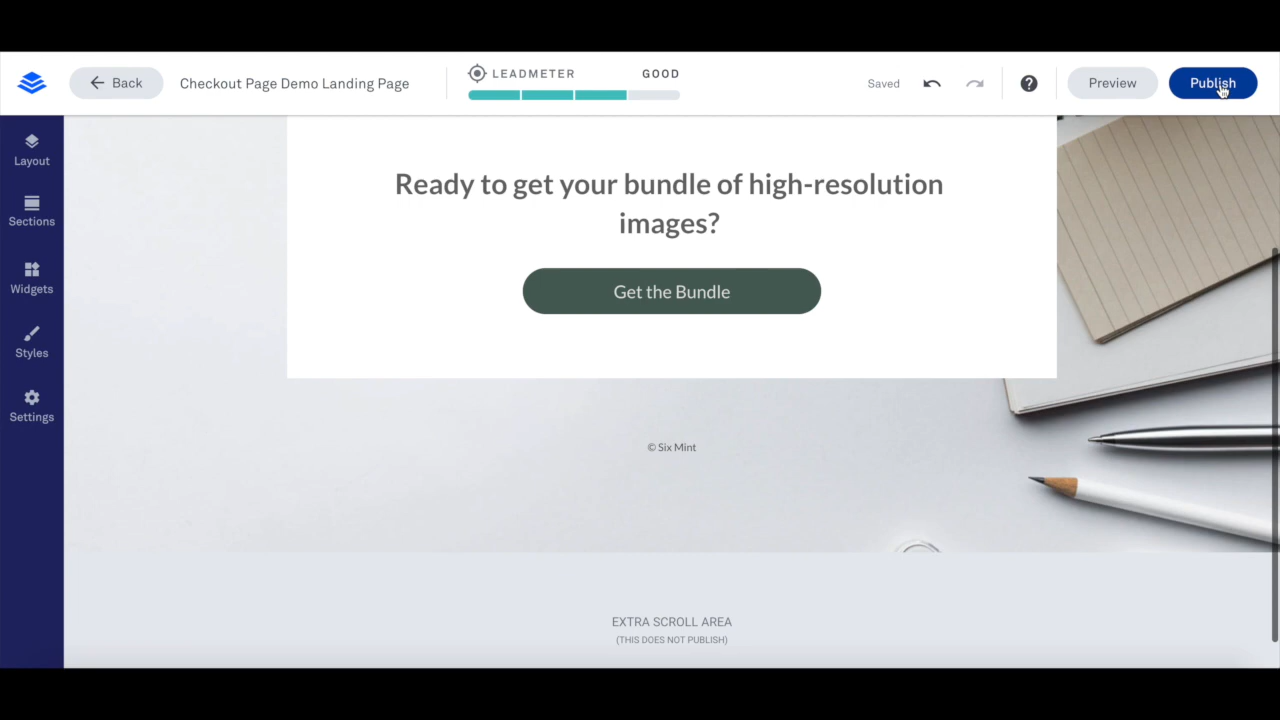 Back
Checkout Page Demo Landing Page
LEADMETER GOOD
Saved
Preview
Publish
Layout
Sections
Widgets
Styles
Settings
Ready to get your bundle of high-resolution
images?
Get the Bundle
© Six Mint
EXTRA SCROLL AREA
(THIS DOES NOT PUBLISH)